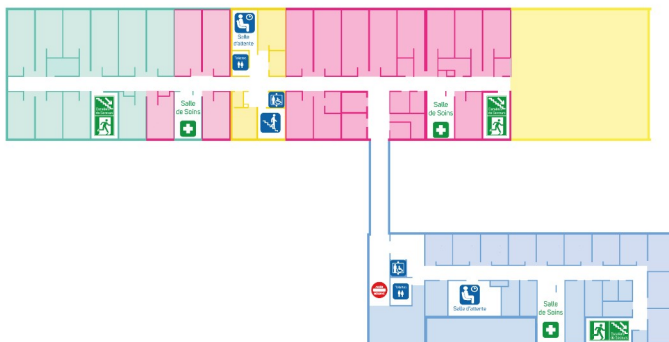 Salle
d'attente
Toilettes
Salle
de Soins
Salle
de Soins
Toilettes
Salle d'attente
Salle
de Soins